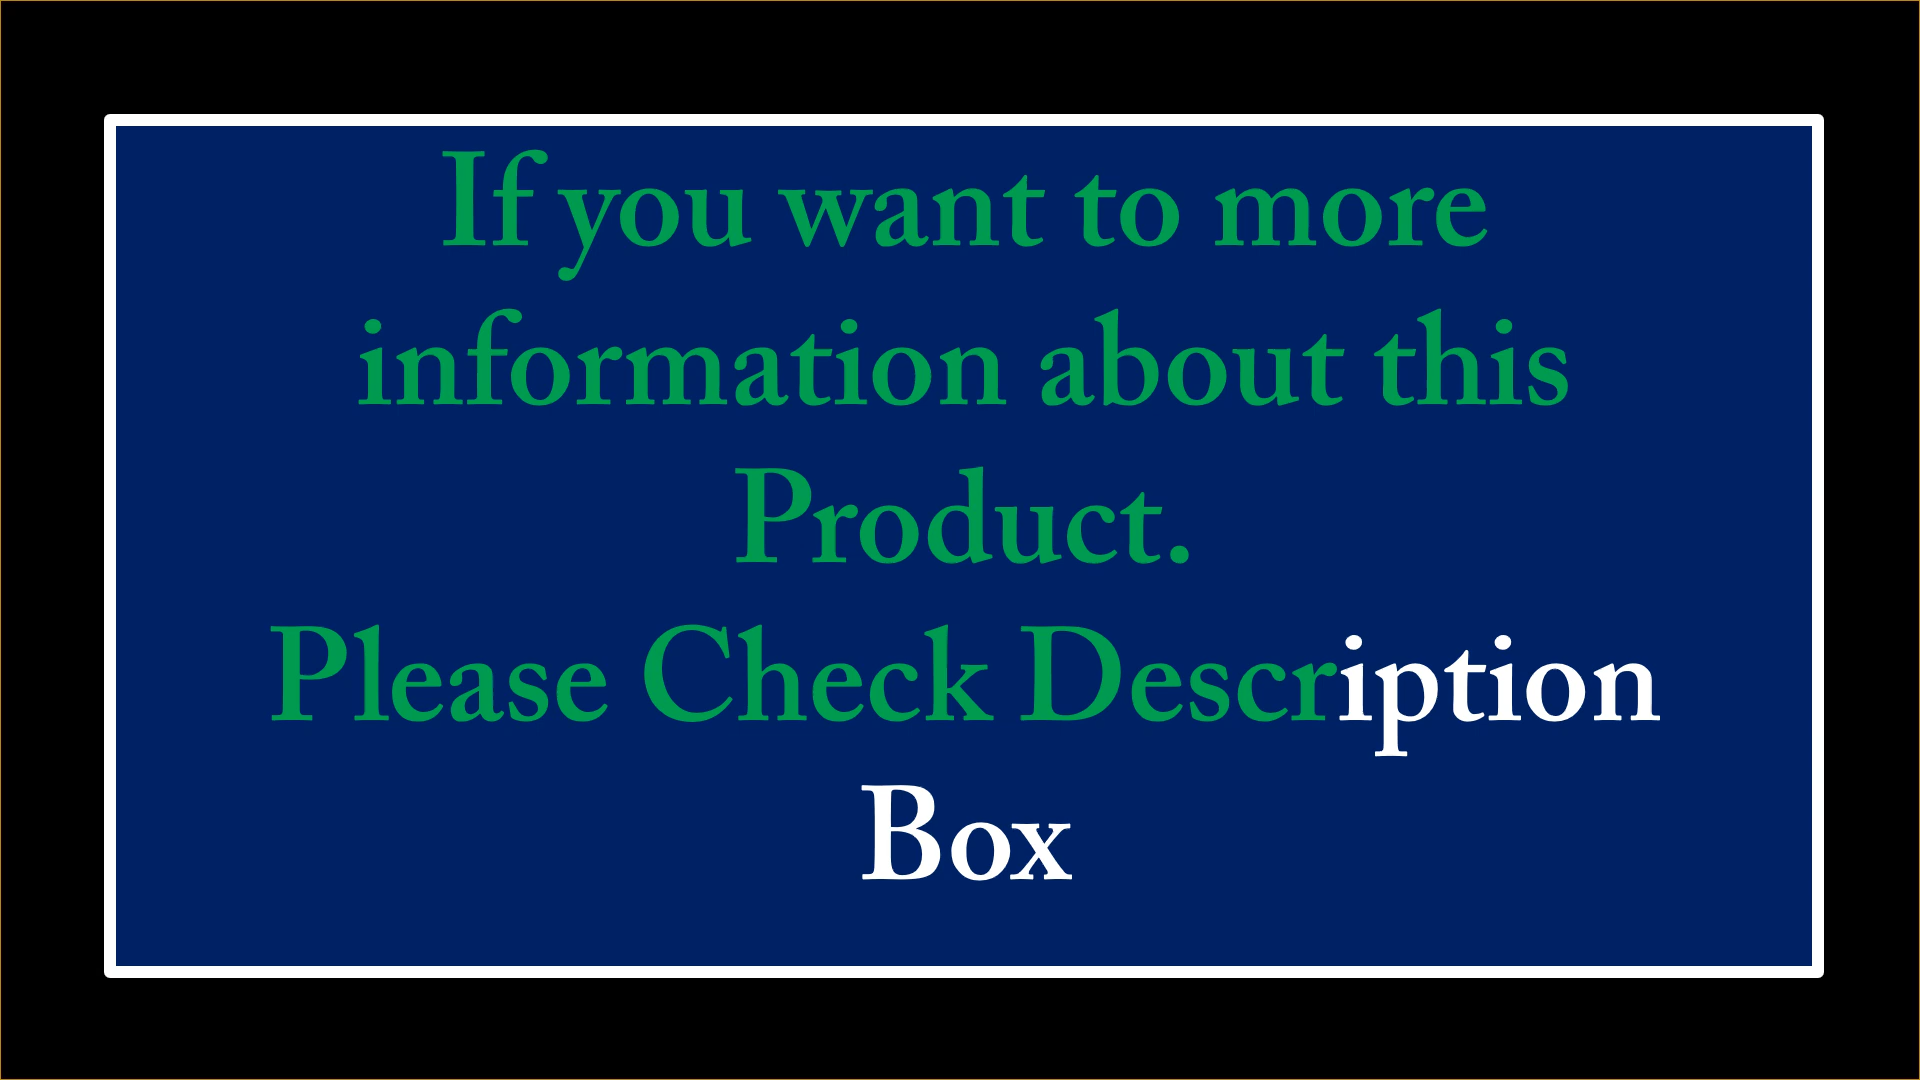 If you want to more
information about this
Product.
Please Check Description
Box